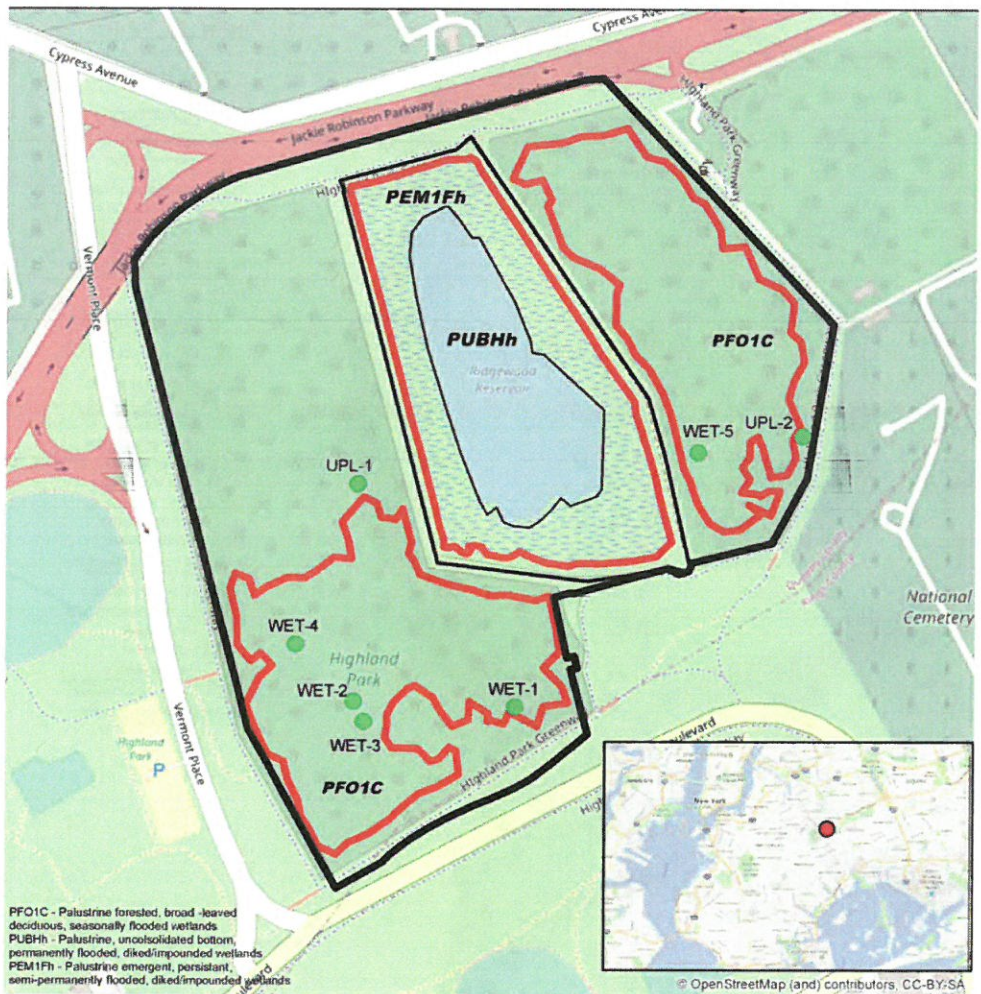 Cypress Avenue
Cypress Avenue
Jackie Robinson Parkway
Jackie Robinson Parkway
Highland Park Greenway
PEM1Fh
Vermont Place
PUBHh
Ridgewood
Reservoir
PFO1C
WET-5
UPL-2
UPL-1
National
Cemetery
WET-4
Highland
Park
WET-2
WET-1
WET-3
Highland Park Greenway
PFO1C
Vermont Place
Highland
Park
P
New York
PFO1C - Palustrine forested, broad -leaved
deciduous, seasonally flooded wetlands
PUBHh - Palustrine, uncolsolidated bottom,
permanently flooded, diked/impounded wetlands
PEM1Fh - Palustrine emergent, persistant,
semi-permanently flooded, diked/impounded wetlands
© OpenStreetMap (and) contributors, CC-BY-SA